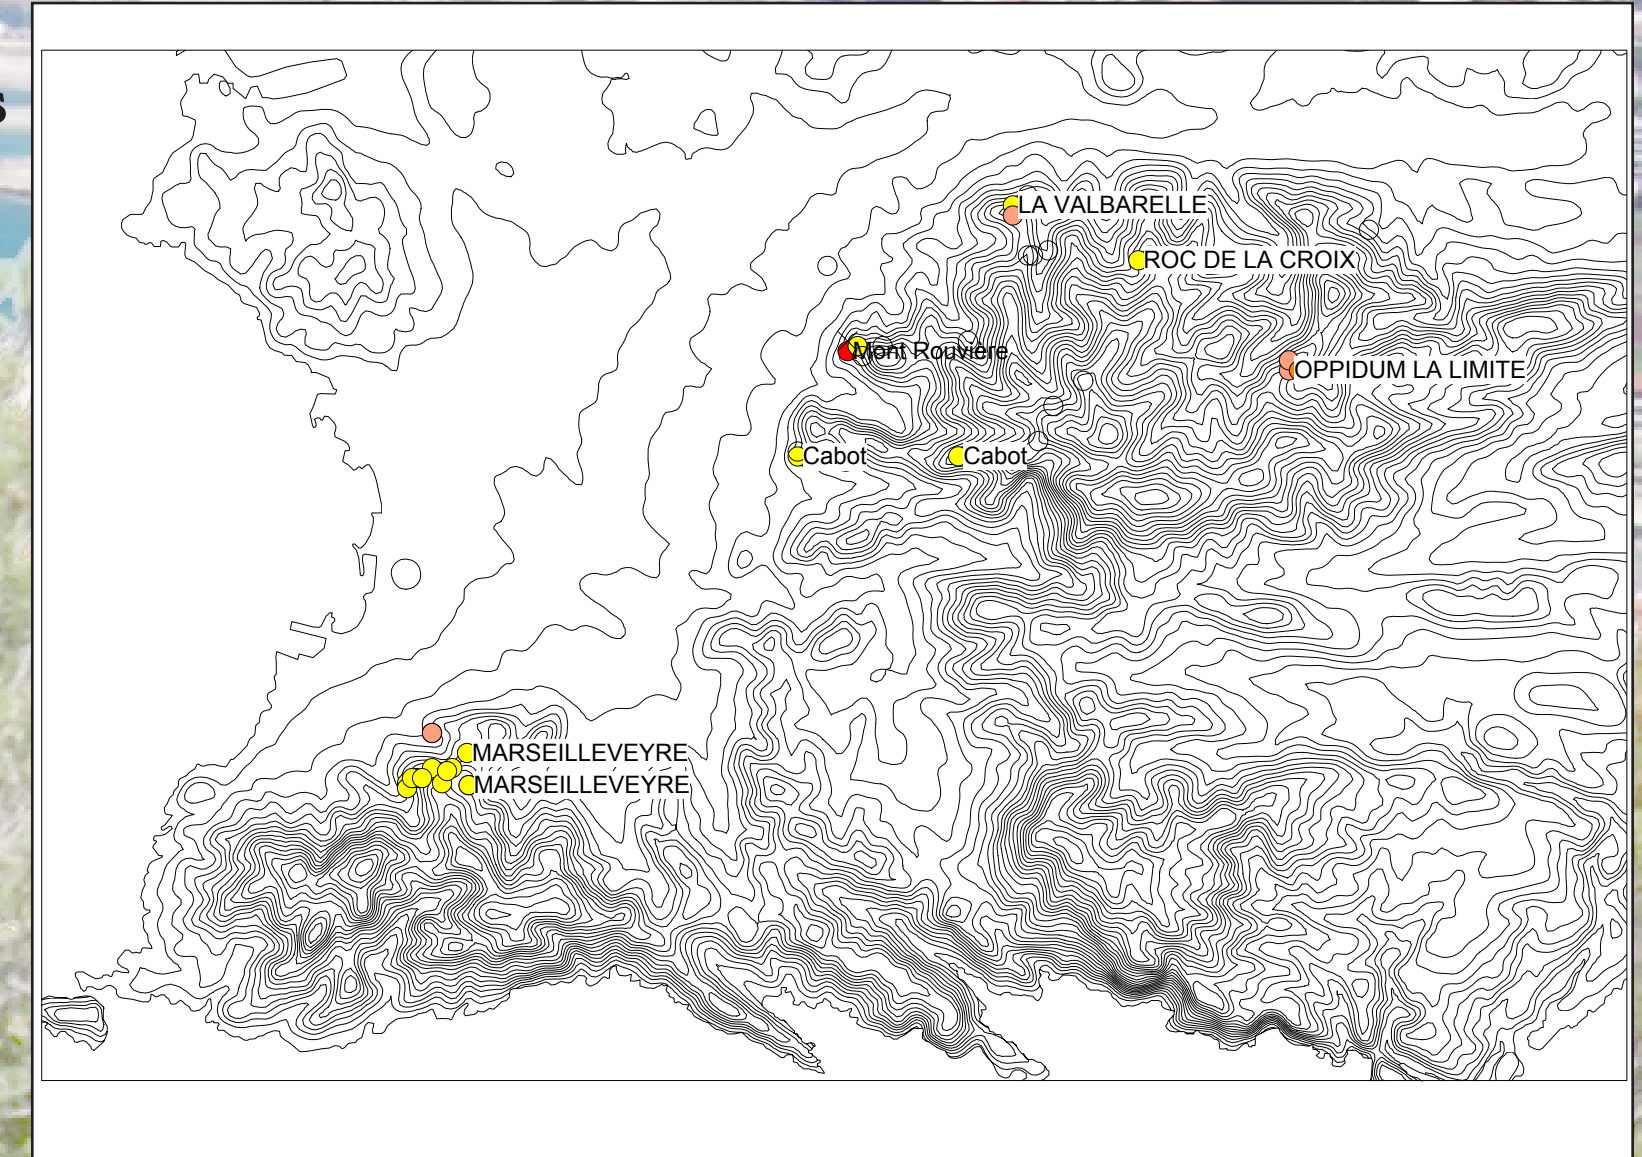 s
LA VALBARELLE
ROC DE LA CROIX
Mont Rouvière
OPPIDUM LA LIMITE
Cabot
Cabot
MARSEILLEVEYRE
MARSEILLEVEYRE